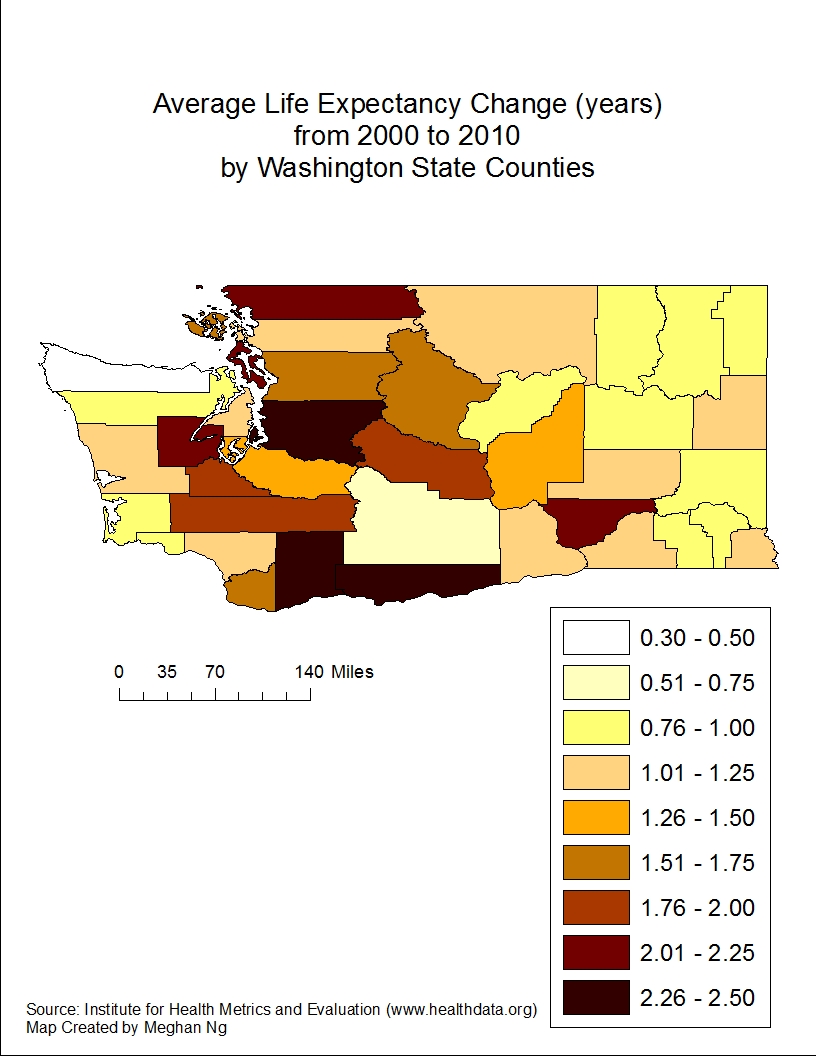 Average Life Expectancy Change (years)
from 2000 to 2010
by Washington State Counties
0 35 70 140 Miles
0.30 - 0.50
0.51 - 0.75
0.76 - 1.00
1.01 - 1.25
1.26 - 1.50
1.51 - 1.75
1.76 - 2.00
2.01 - 2.25
2.26 - 2.50
Source: Institute for Health Metrics and Evaluation (www.healthdata.org)
Map Created by Meghan Ng